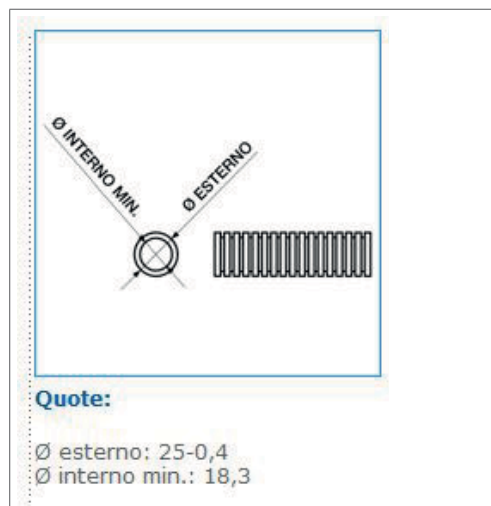 Ø INTERNO MIN.
Ø ESTERNO
Quote:
Ø esterno: 25-0,4
Ø interno min.: 18,3